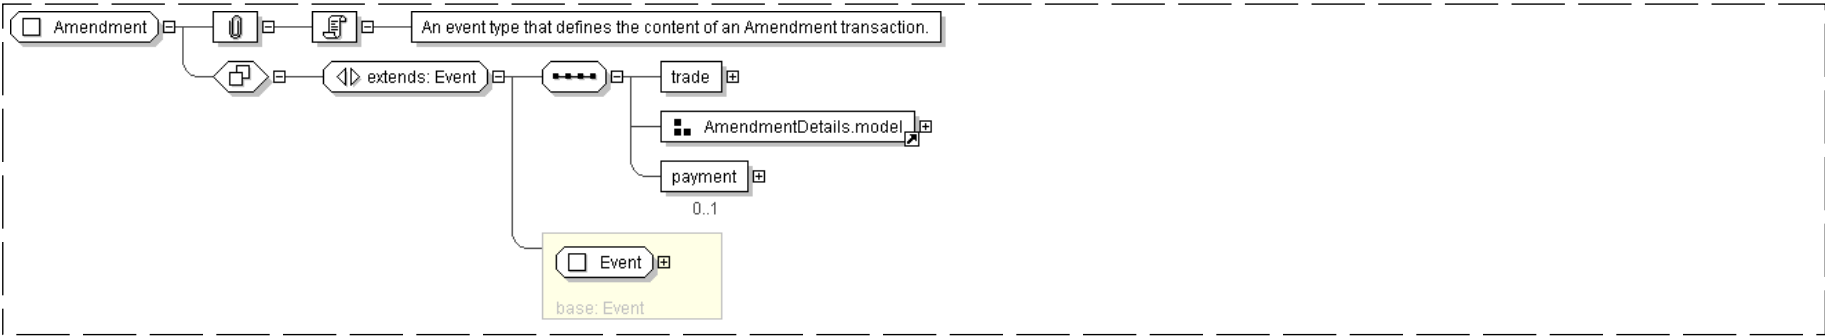 Amendment
An event type that defines the content of an Amendment transaction.
extends: Event
trade
AmendmentDetails.model
payment
0..1
Event
base: Event